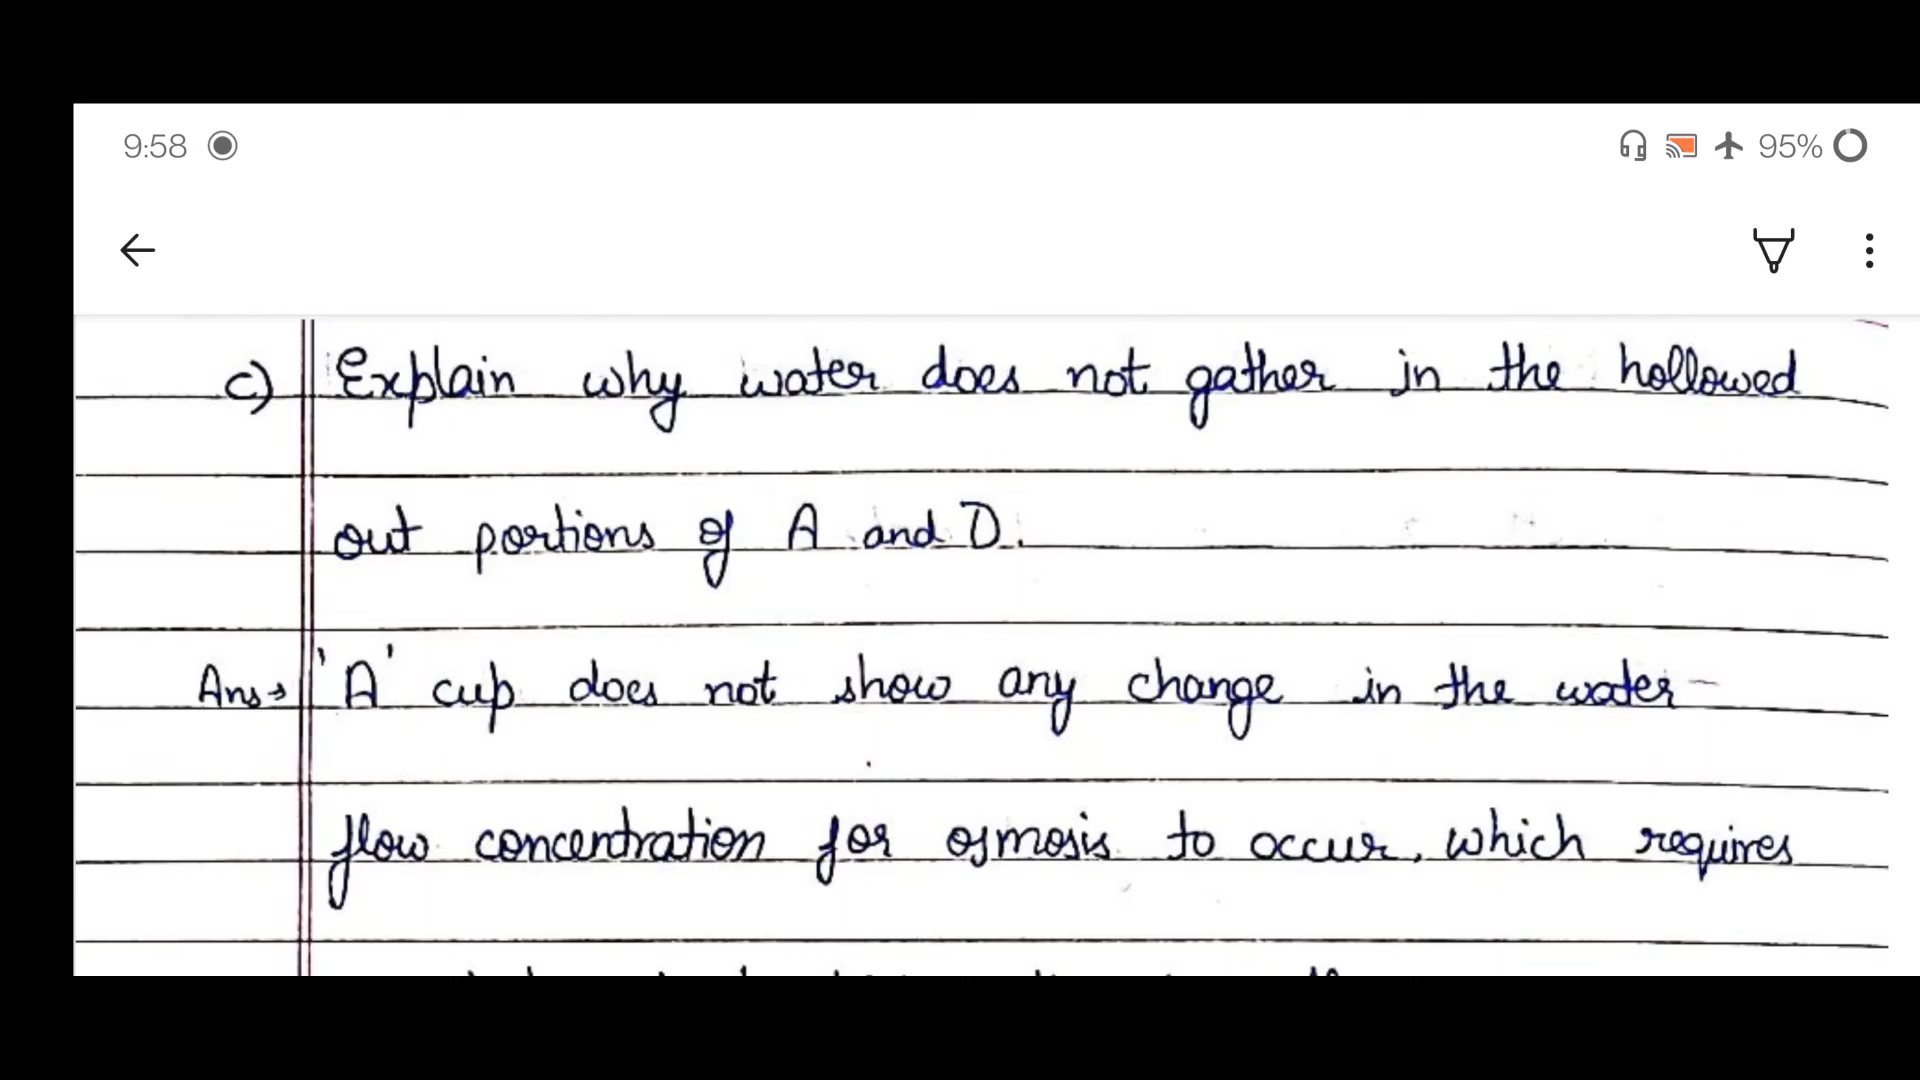 9:58
95%
c) Explain why water does not gather in the hollowed
out portions of A and D.
Ans→ 'A' cup does not show any change in the water-
flow concentration for osmosis to occur, which requires